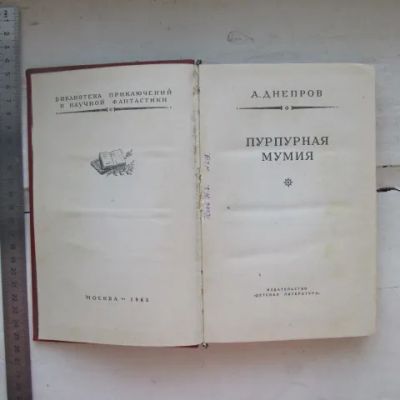 БИБЛИОТЕКА ПРИКЛЮЧЕНИЙ
И НАУЧНОЙ ФАНТАСТИКИ
МОСКВА — 1965
А. ДНЕПРОВ
ПУРПУРНАЯ
МУМИЯ
ИЗДАТЕЛЬСТВО
«ДЕТСКАЯ ЛИТЕРАТУРА»